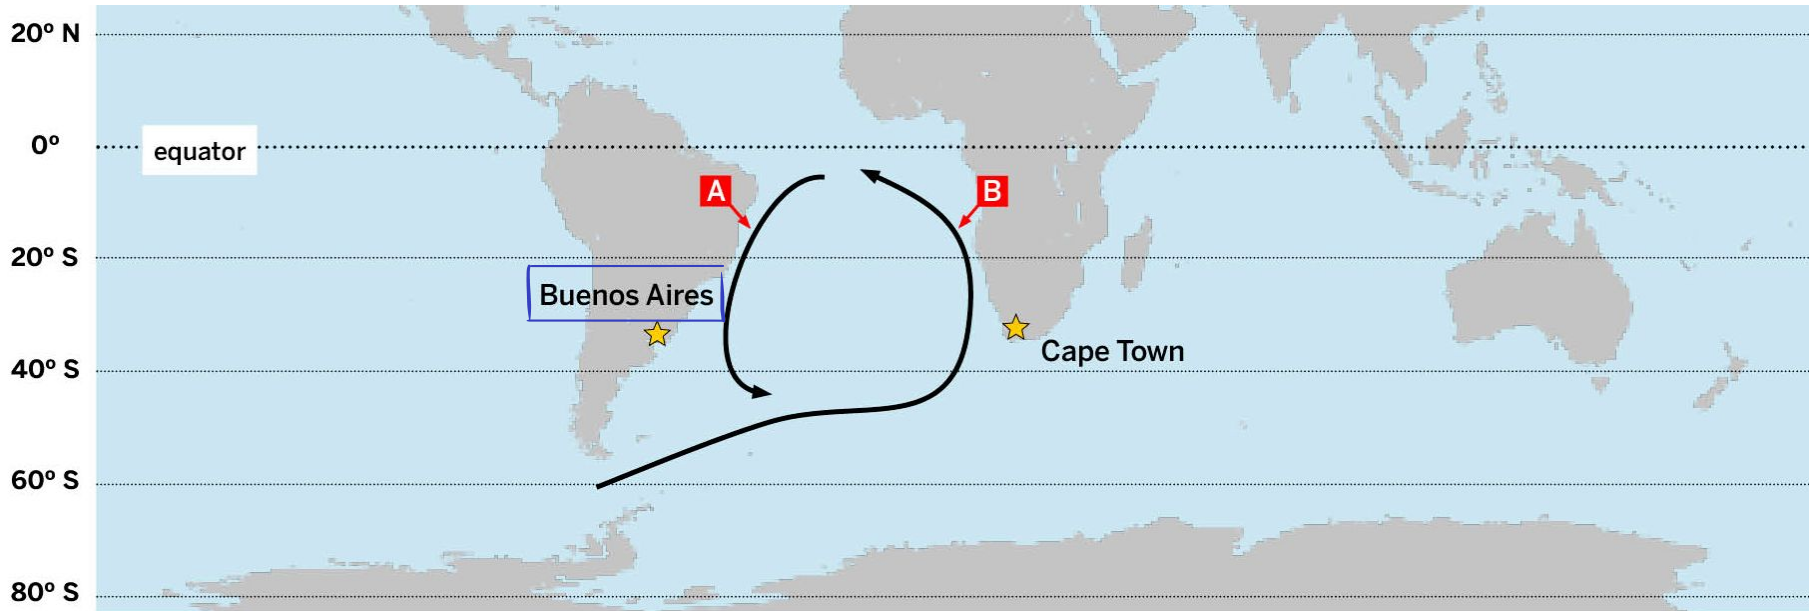 20º N
0º
equator
A
B
20º S
Buenos Aires
Cape Town
40º S
60º S
80º S